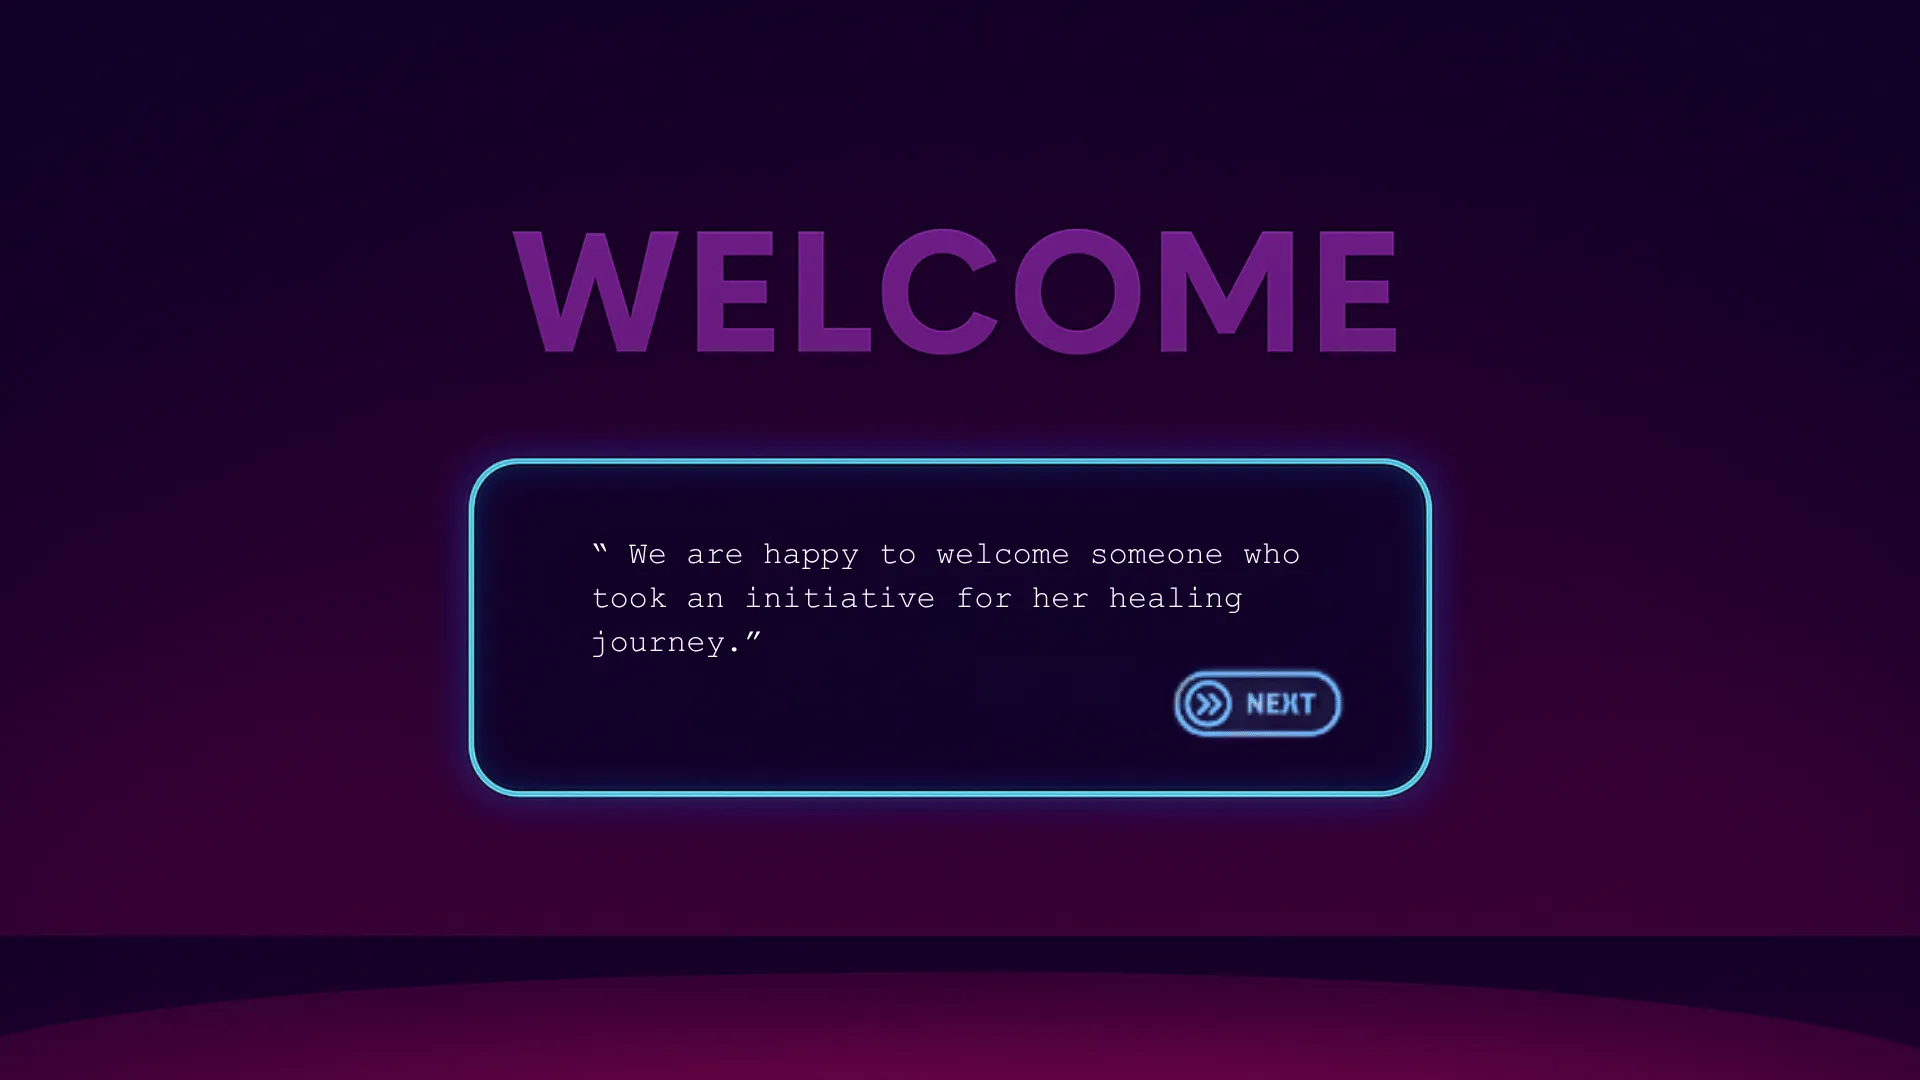 WELCOME
“ We are happy to welcome someone who
took an initiative for her healing
journey.”
NEXT